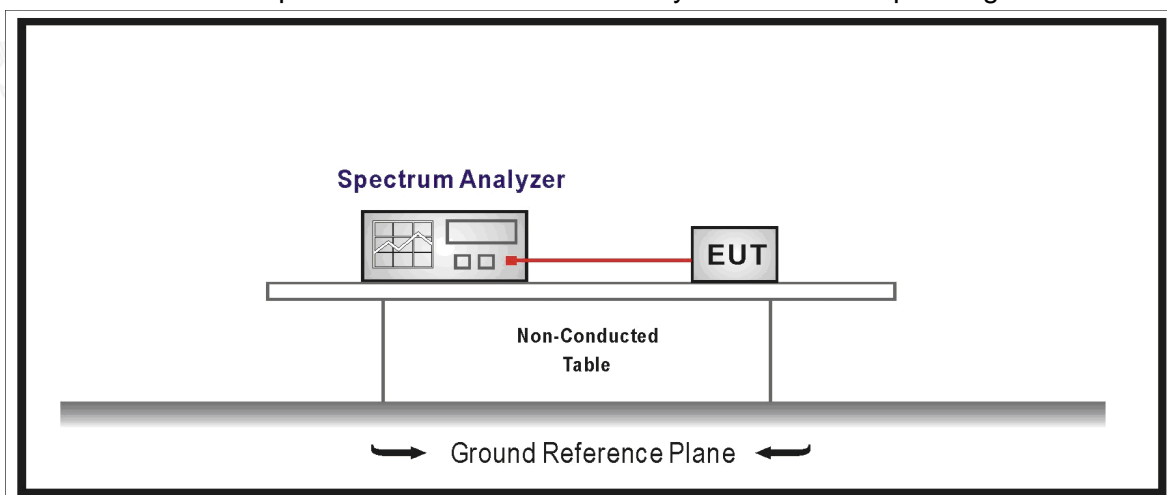 Spectrum Analyzer
EUT
Non-Conducted
Table
Ground Reference Plane